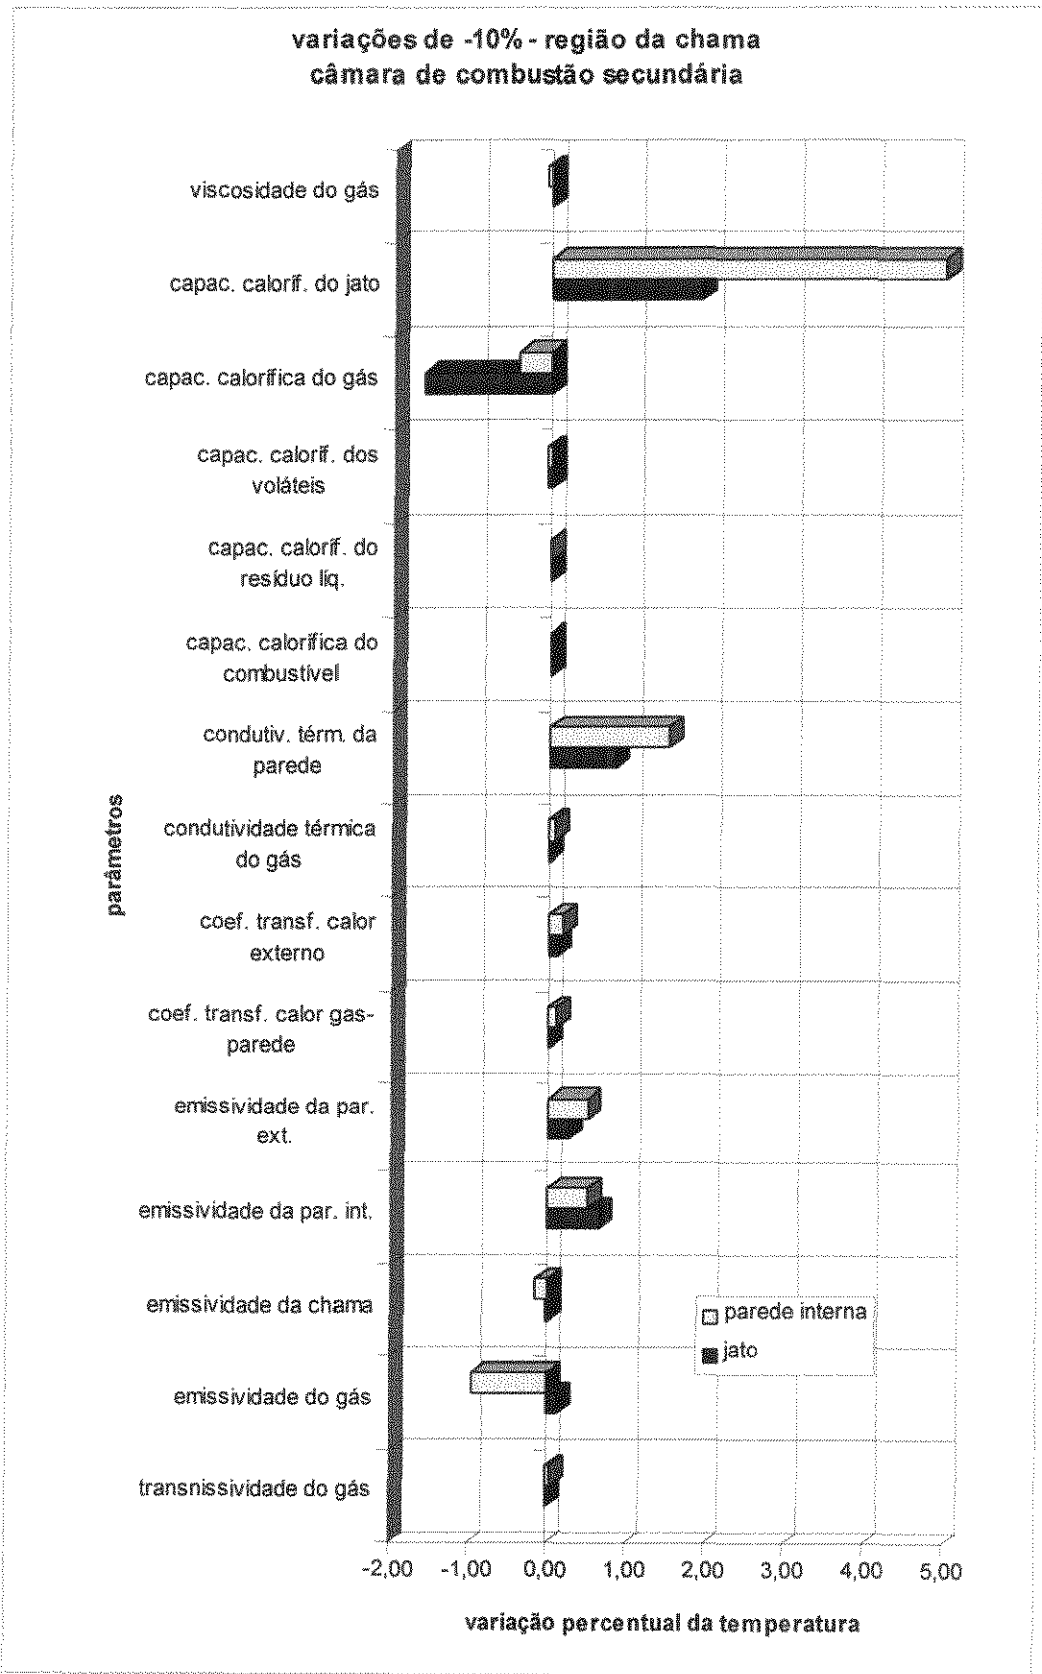 variações de -10% - região da chama
câmara de combustão secundária
viscosidade do gás
capac. caloríf. do jato
capac. calorífica do gás
capac. caloríf. dos
voláteis
capac. caloríf. do
resíduo líq.
capac. calorífica do
combustível
condutiv. térm. da
parede
condutividade térmica
do gás
coef. transf. calor
externo
coef. transf. calor gas-
parede
emissividade da par.
ext.
emissividade da par. int.
emissividade da chama
emissividade do gás
transnissividade do gás
parâmetros
parede interna
jato
-2,00 -1,00 0,00 1,00 2,00 3,00 4,00 5,00
variação percentual da temperatura